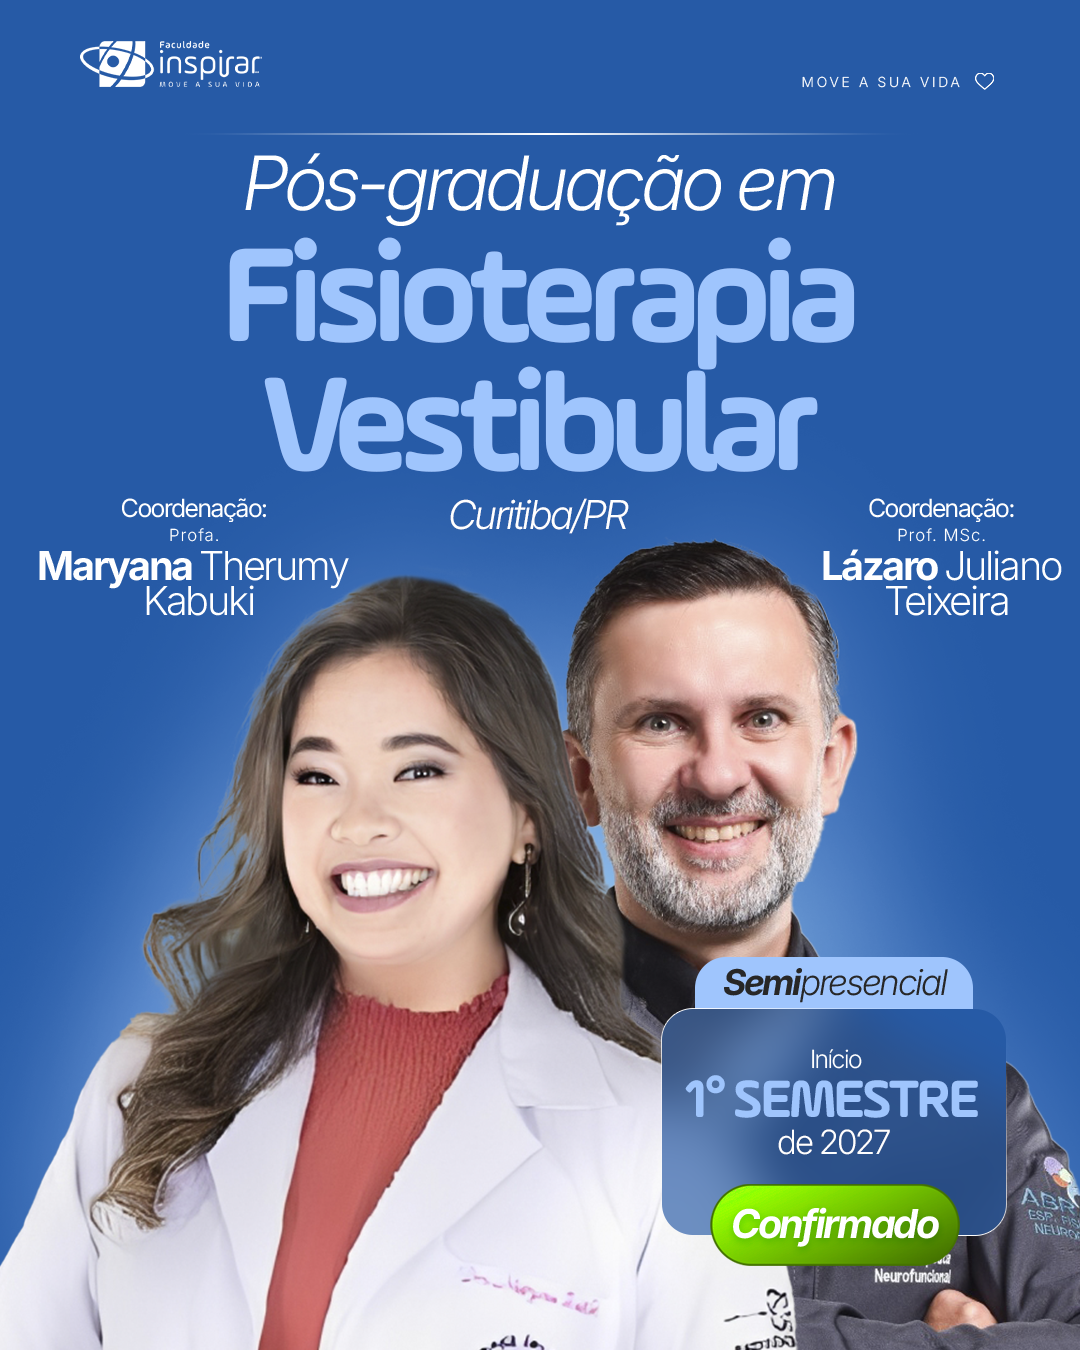 Faculdade
inspirar
MOVE A SUA VIDA
MOVE A SUA VIDA
Pós-graduação em
Fisioterapia
Vestibular
Curitiba/PR
Coordenação:
Profa.
Maryana Therumy
Kabuki
Coordenação:
Prof. MSc.
Lázaro Juliano
Teixeira
Semipresencial
Início
1° SEMESTRE
de 2027
Confirmado
Neurofuncional